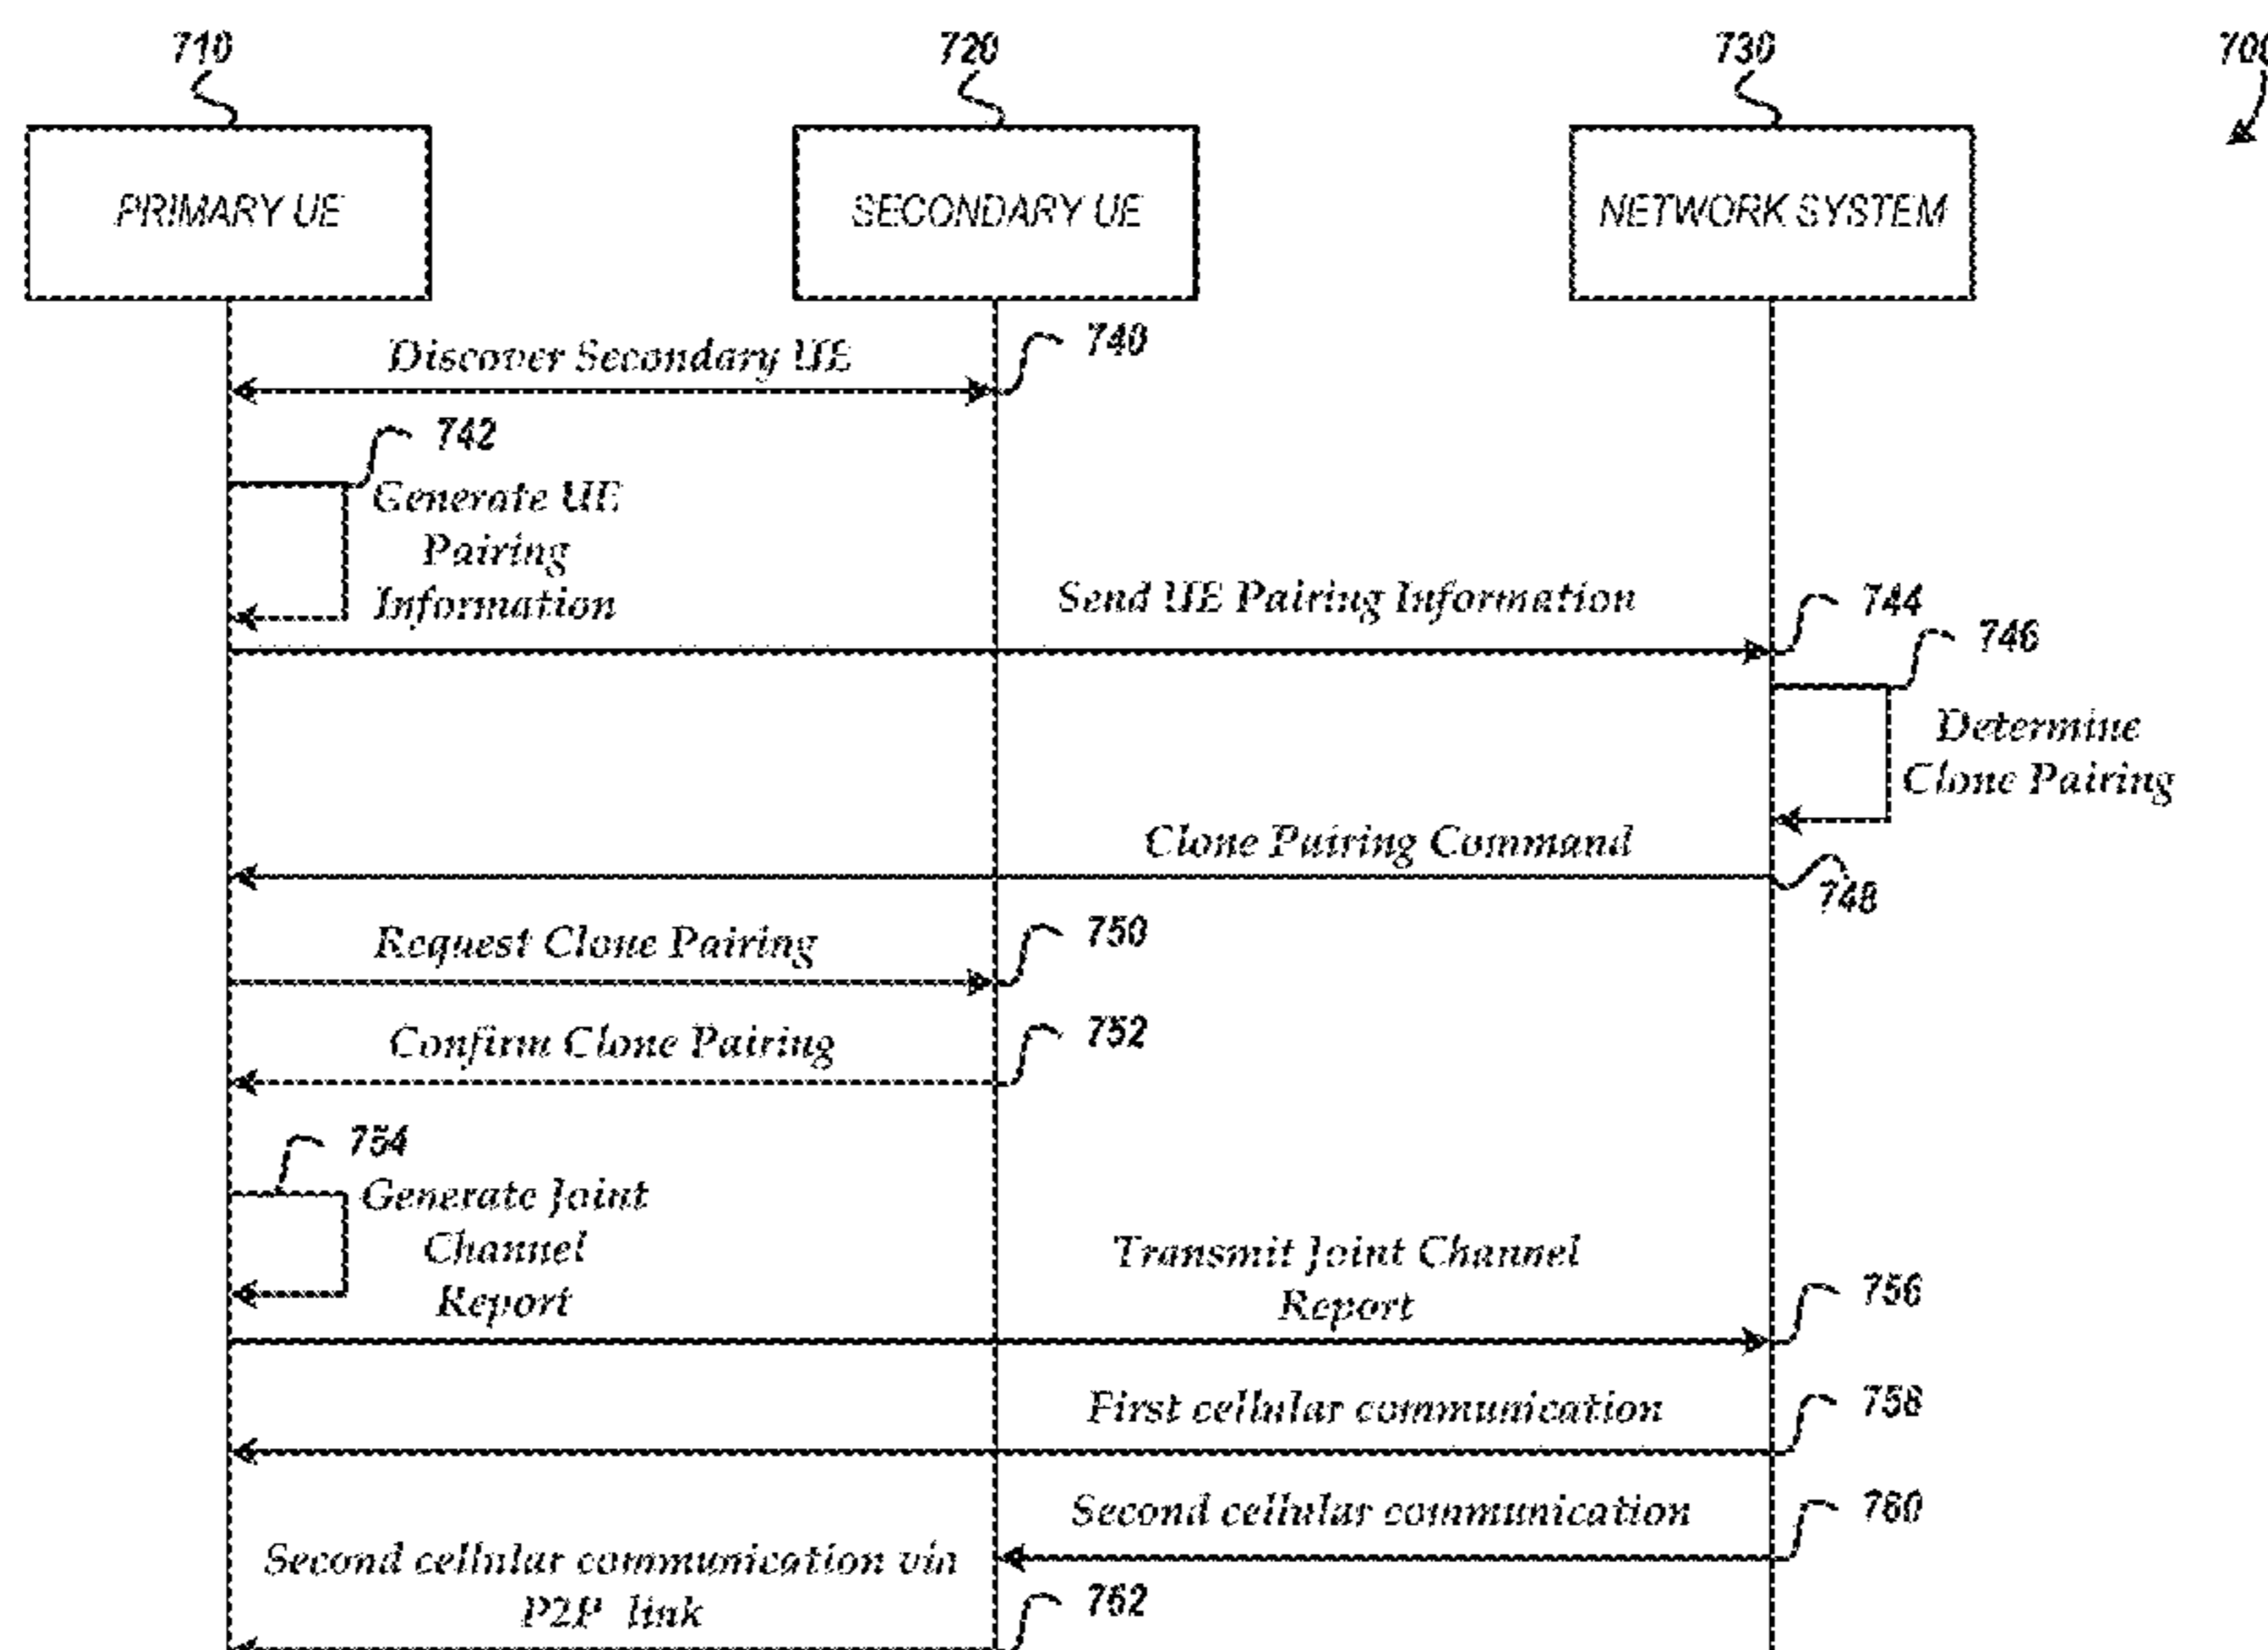 710
720
730
700
PRIMARY UE
SECONDARY UE
NETWORK SYSTEM
Discover Secondary UE
740
742
Generate UE
Pairing
Information
Send UE Pairing Information
744
746
Determine
Clone Pairing
Clone Pairing Command
748
Request Clone Pairing
750
Confirm Clone Pairing
752
754
Generate Joint
Channel
Report
Transmit Joint Channel
Report
756
First cellular communication
758
Second cellular communication
760
Second cellular communication via
P2P link
762